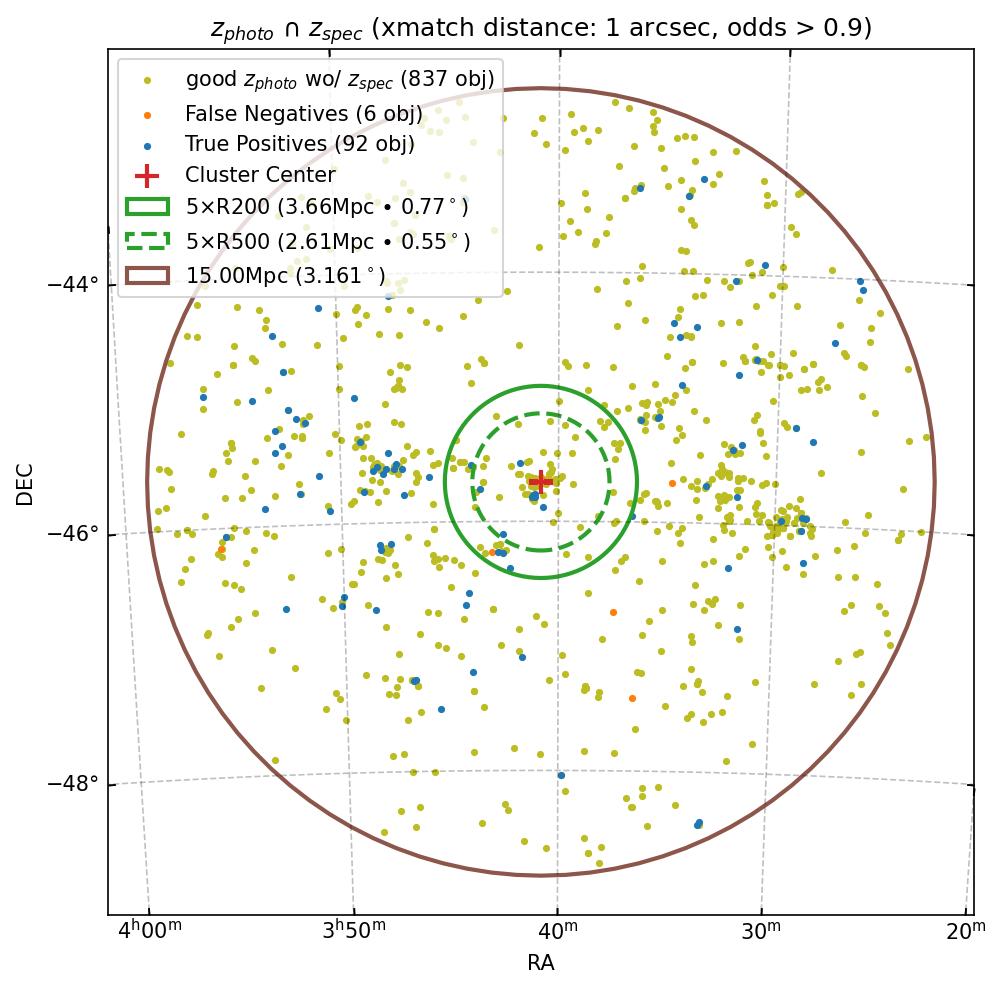 z_photo ∩ z_spec (xmatch distance: 1 arcsec, odds > 0.9)
good z_photo wo/ z_spec (837 obj)
False Negatives (6 obj)
True Positives (92 obj)
Cluster Center
5×R200 (3.66Mpc • 0.77°)
5×R500 (2.61Mpc • 0.55°)
15.00Mpc (3.161°)
DEC
−44°
−46°
−48°
4ʰ00ᵐ 3ʰ50ᵐ 40ᵐ 30ᵐ 20ᵐ
RA